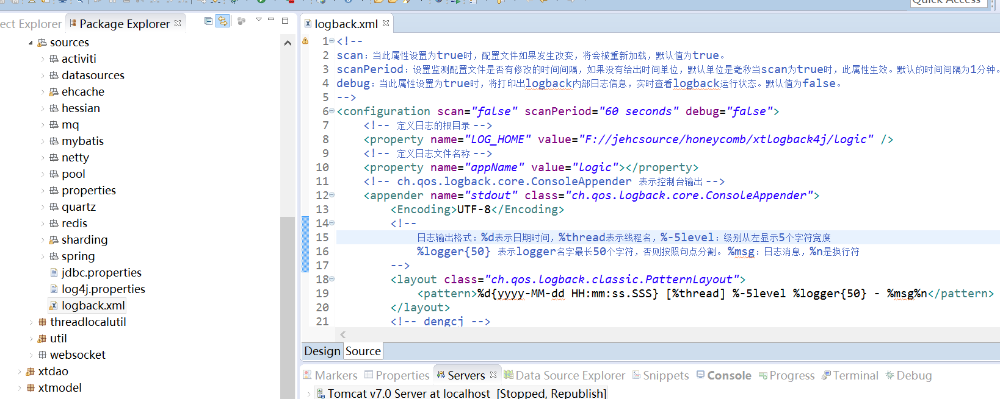 Quick Access
ect Explorer
Package Explorer
sources
activiti
datasources
ehcache
hessian
mq
mybatis
netty
pool
properties
quartz
redis
sharding
spring
jdbc.properties
log4j.properties
logback.xml
threadlocalutil
util
websocket
xtdao
xtmodel
logback.xml
1 <!--
2 scan：当此属性设置为true时，配置文件如果发生改变，将会被重新加载，默认值为true。
3 scanPeriod：设置监测配置文件是否有修改的时间间隔，如果没有给出时间单位，默认单位是毫秒当scan为true时，此属性生效。默认的时间间隔为1分钟。
4 debug：当此属性设置为true时，将打印出logback内部日志信息，实时查看logback运行状态。默认值为false。
5 -->
6 <configuration scan="false" scanPeriod="60 seconds" debug="false">
7 <!-- 定义日志的根目录 -->
8 <property name="LOG_HOME" value="F://jehcsource/honeycomb/xtlogback4j/logic" />
9 <!-- 定义日志文件名称 -->
10 <property name="appName" value="logic"></property>
11 <!-- ch.qos.logback.core.ConsoleAppender 表示控制台输出 -->
12 <appender name="stdout" class="ch.qos.logback.core.ConsoleAppender">
13 <Encoding>UTF-8</Encoding>
14 <!--
15 日志输出格式：%d表示日期时间，%thread表示线程名，%-5level：级别从左显示5个字符宽度
16 %logger{50} 表示logger名字最长50个字符，否则按照句点分割。 %msg：日志消息，%n是换行符
17 -->
18 <layout class="ch.qos.logback.classic.PatternLayout">
19 <pattern>%d{yyyy-MM-dd HH:mm:ss.SSS} [%thread] %-5level %logger{50} - %msg%n</pattern>
20 </layout>
21 <!-- dengcj -->
Design Source
Markers Properties Servers Data Source Explorer Snippets Console Progress Terminal Debug
Tomcat v7.0 Server at localhost [Stopped, Republish]